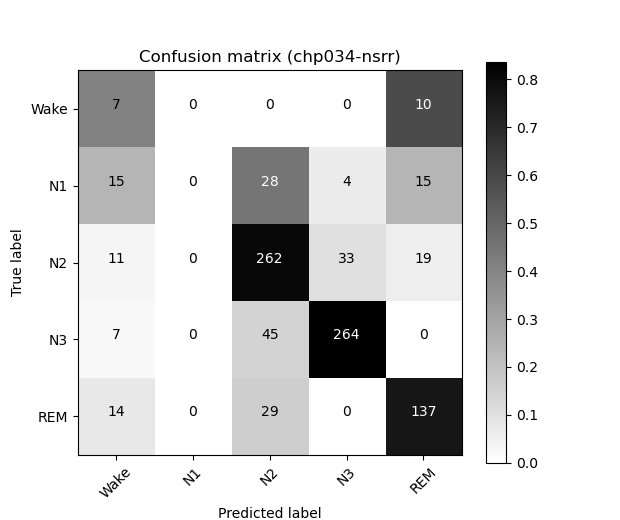 Confusion matrix (chp034-nsrr)
Wake 7 0 0 0 10
N1 15 0 28 4 15
N2 11 0 262 33 19
N3 7 0 45 264 0
REM 14 0 29 0 137
Wake N1 N2 N3 REM
True label
Predicted label
0.8
0.7
0.6
0.5
0.4
0.3
0.2
0.1
0.0